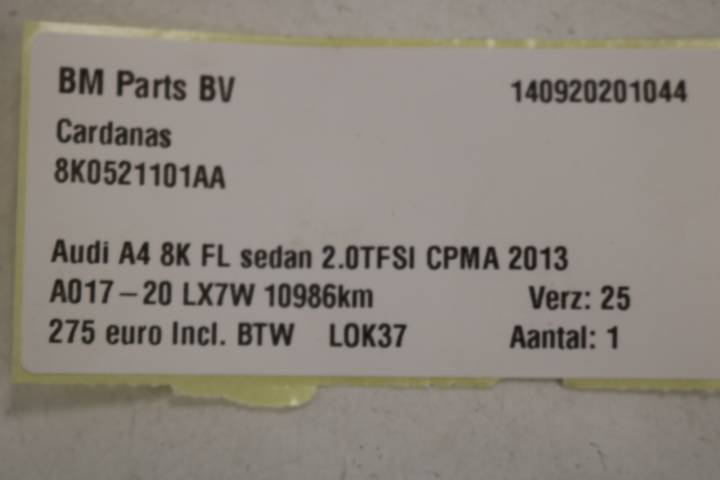 BM Parts BV 140920201044
Cardanas
8K0521101AA
Audi A4 8K FL sedan 2.0TFSI CPMA 2013
A017-20 LX7W 10986km Verz: 25
275 euro Incl. BTW LOK37 Aantal: 1